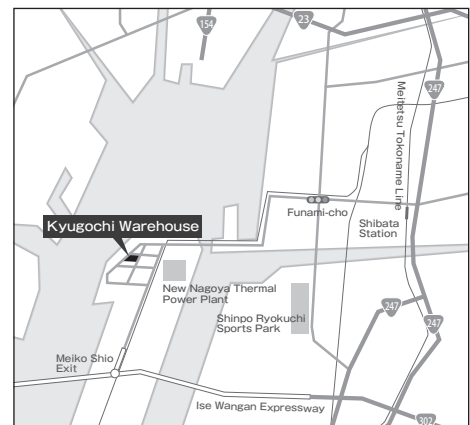 154
23
247
Meitetsu Tokoname Line
Funami-cho
Shibata
Station
Kyugochi Warehouse
New Nagoya Thermal
Power Plant
Shinpo Ryokuchi
Sports Park
247
247
Meiko Shio
Exit
Ise Wangan Expressway
302